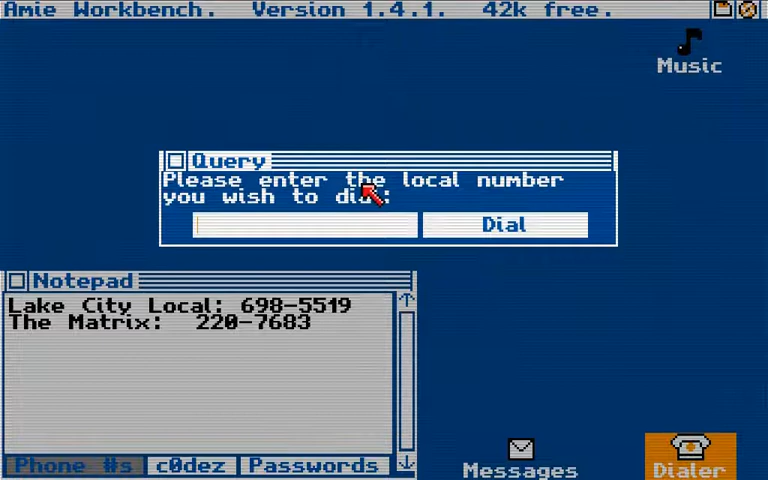 Amie Workbench. Version 1.4.1. 42k free.
Music
Query
Please enter the local number
you wish to dial:
Dial
Notepad
Lake City Local: 698-5519
The Matrix: 220-7683
Phone #s c0dez Passwords
Messages
Dialer